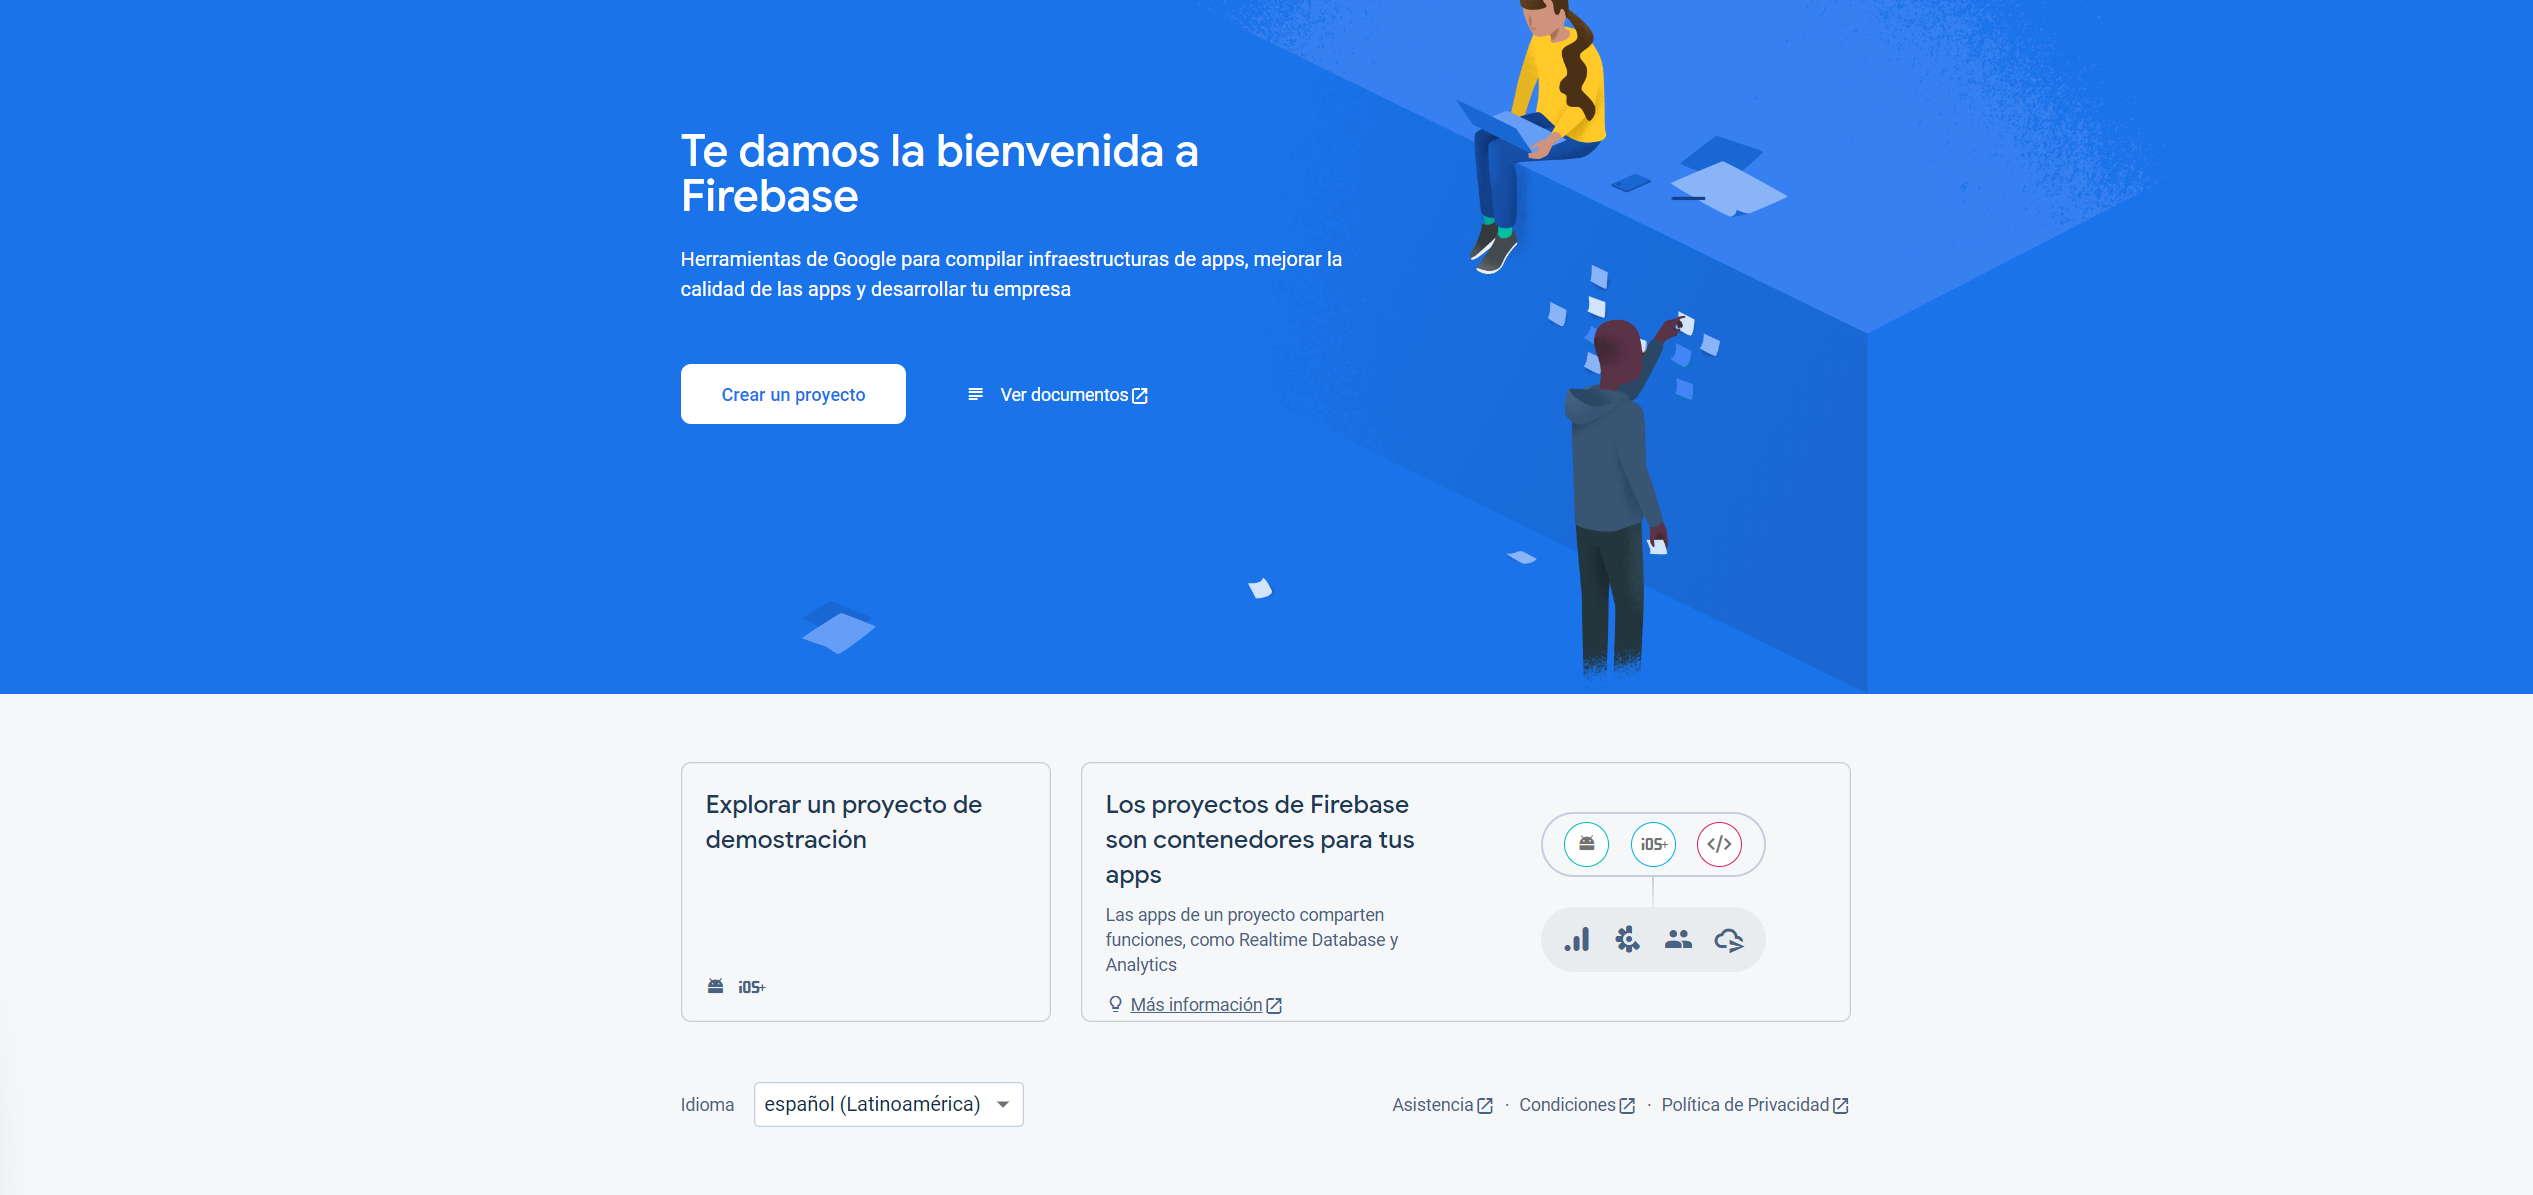 Te damos la bienvenida a
Firebase
Herramientas de Google para compilar infraestructuras de apps, mejorar la
calidad de las apps y desarrollar tu empresa
Crear un proyecto
Ver documentos
Explorar un proyecto de
demostración
iOS+
Los proyectos de Firebase
son contenedores para tus
apps
Las apps de un proyecto comparten
funciones, como Realtime Database y
Analytics
Más información
iOS+
</>
Idioma
español (Latinoamérica)
Asistencia · Condiciones · Política de Privacidad